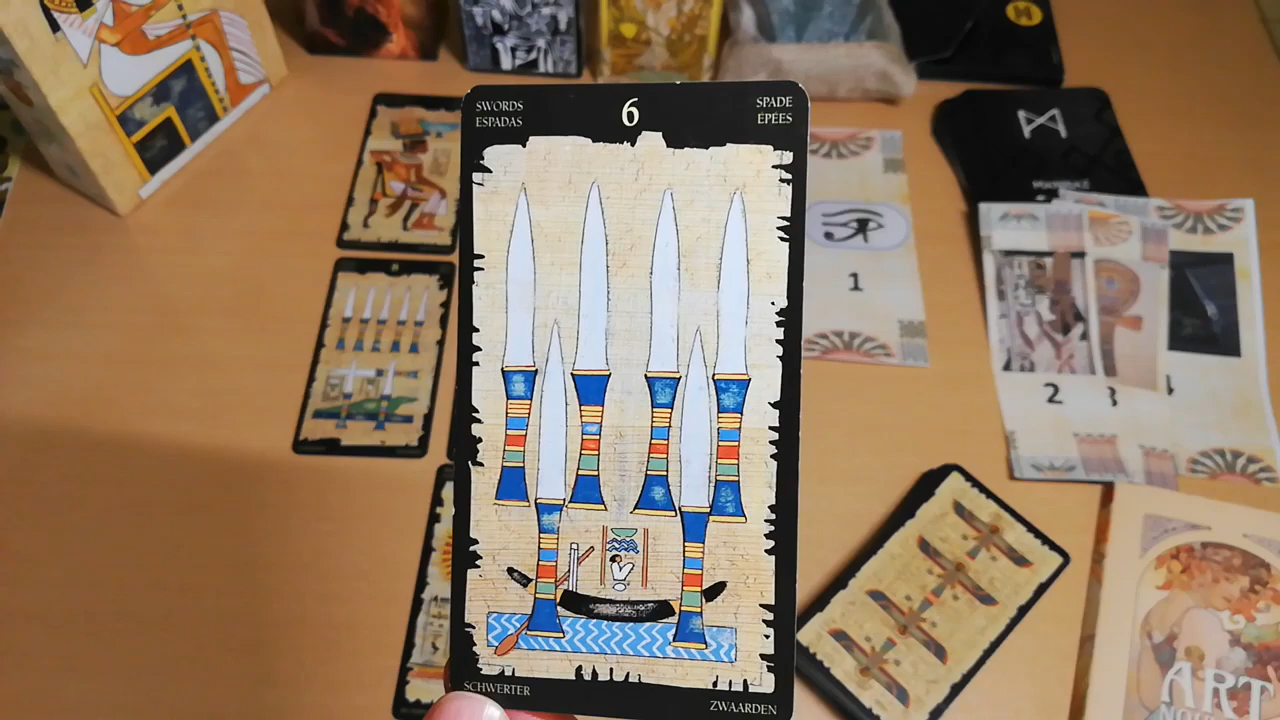 SWORDS
ESPADAS
6
SPADE
ÉPÉES
SCHWERTER
ZWAARDEN
1
2
3
ART